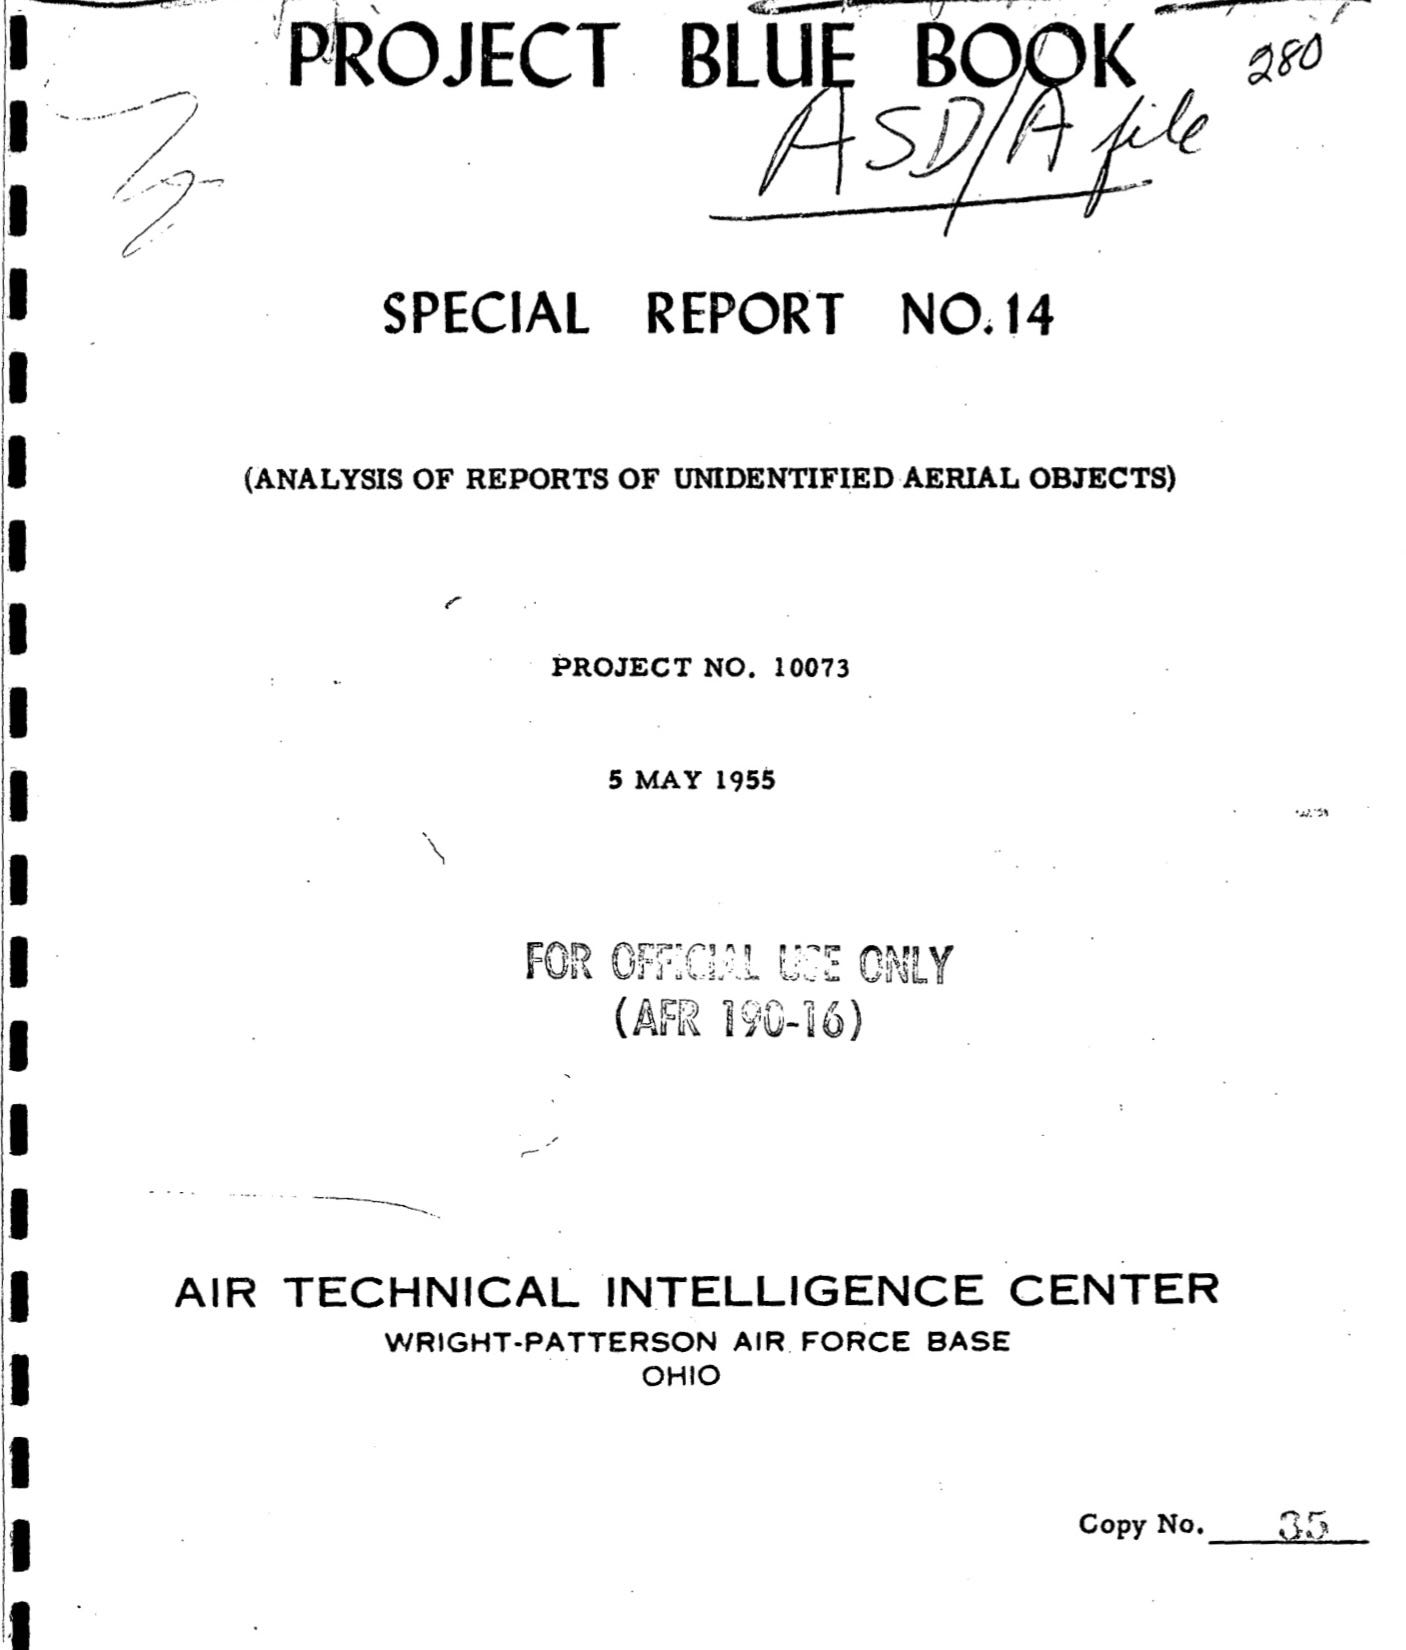 PROJECT BLUE BOOK
280
ASD/A file
SPECIAL REPORT NO. 14
(ANALYSIS OF REPORTS OF UNIDENTIFIED AERIAL OBJECTS)
PROJECT NO. 10073
5 MAY 1955
FOR OFFICIAL USE ONLY
(AFR 190-16)
AIR TECHNICAL INTELLIGENCE CENTER
WRIGHT-PATTERSON AIR FORCE BASE
OHIO
Copy No. 35